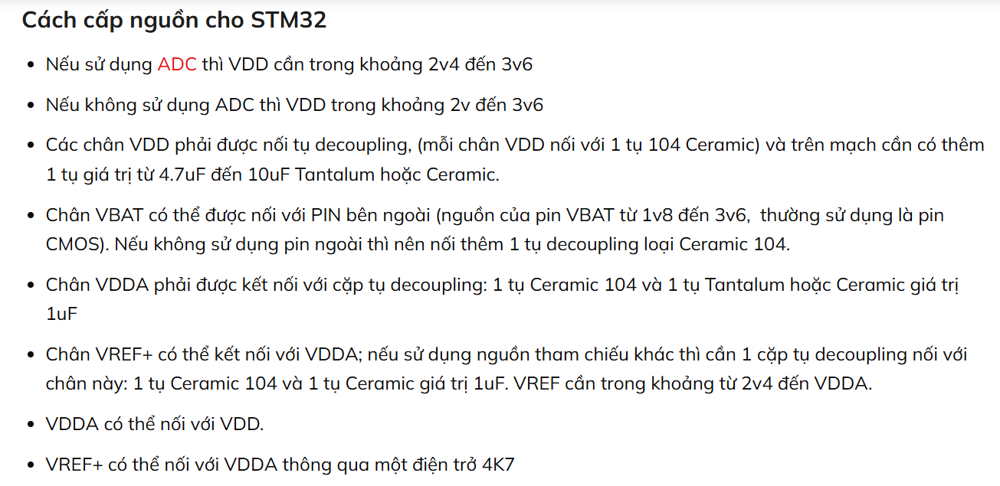 Cách cấp nguồn cho STM32
• Nếu sử dụng ADC thì VDD cần trong khoảng 2v4 đến 3v6
• Nếu không sử dụng ADC thì VDD trong khoảng 2v đến 3v6
• Các chân VDD phải được nối tụ decoupling, (mỗi chân VDD nối với 1 tụ 104 Ceramic) và trên mạch cần có thêm
1 tụ giá trị từ 4.7uF đến 10uF Tantalum hoặc Ceramic.
• Chân VBAT có thể được nối với PIN bên ngoài (nguồn của pin VBAT từ 1v8 đến 3v6,  thường sử dụng là pin
CMOS). Nếu không sử dụng pin ngoài thì nên nối thêm 1 tụ decoupling loại Ceramic 104.
• Chân VDDA phải được kết nối với cặp tụ decoupling: 1 tụ Ceramic 104 và 1 tụ Tantalum hoặc Ceramic giá trị
1uF
• Chân VREF+ có thể kết nối với VDDA; nếu sử dụng nguồn tham chiếu khác thì cần 1 cặp tụ decoupling nối với
chân này: 1 tụ Ceramic 104 và 1 tụ Ceramic giá trị 1uF. VREF cần trong khoảng từ 2v4 đến VDDA.
• VDDA có thể nối với VDD.
• VREF+ có thể nối với VDDA thông qua một điện trở 4K7